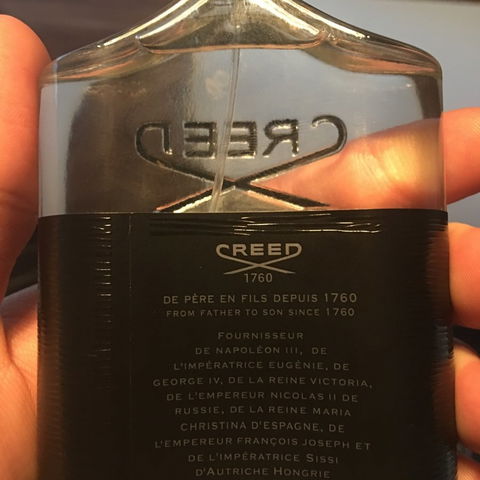 CREED
CREED
1760
DE PÈRE EN FILS DEPUIS 1760
FROM FATHER TO SON SINCE 1760
FOURNISSEUR
DE NAPOLÉON III, DE
L'IMPÉRATRICE EUGÉNIE, DE
GEORGE IV, DE LA REINE VICTORIA,
DE L'EMPEREUR NICOLAS II DE
RUSSIE, DE LA REINE MARIA
CHRISTINA D'ESPAGNE, DE
L'EMPEREUR FRANÇOIS JOSEPH ET
DE L'IMPÉRATRICE SISSI
D'AUTRICHE HONGRIE